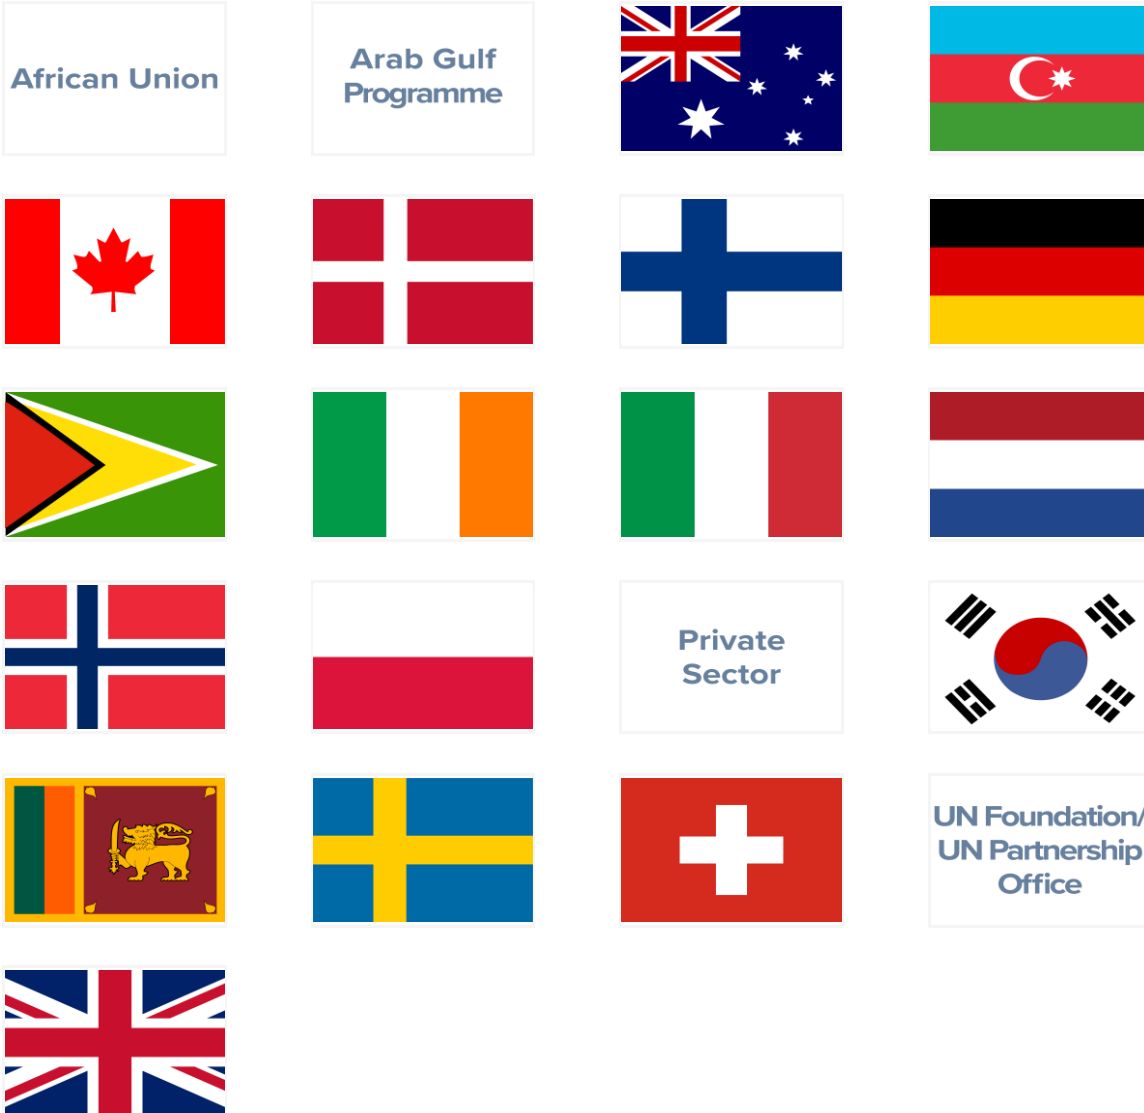 African Union
Arab Gulf
Programme
Private
Sector
UN Foundation/
UN Partnership
Office